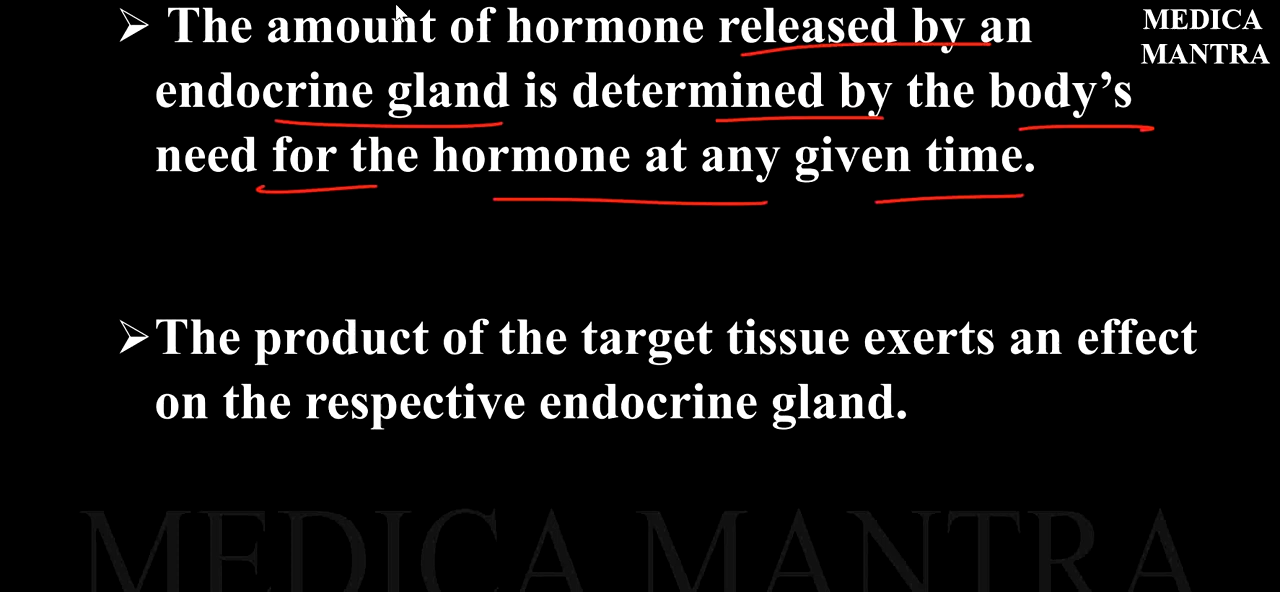 ➢ The amount of hormone released by an
endocrine gland is determined by the body’s
need for the hormone at any given time.
➢The product of the target tissue exerts an effect
on the respective endocrine gland.
MEDICA
MANTRA
MEDICA MANTRA